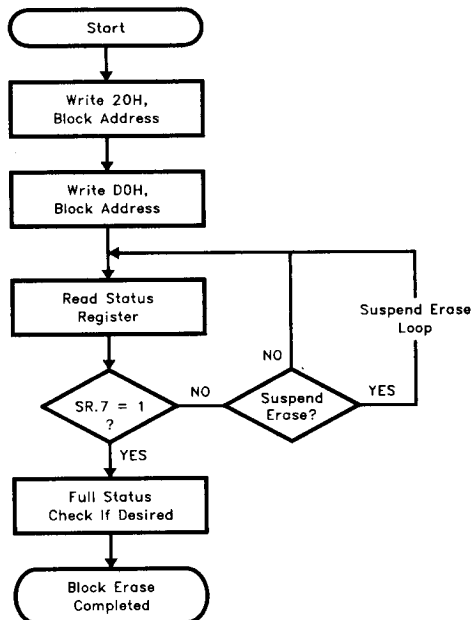 Start
Write 20H,
Block Address
Write D0H,
Block Address
Read Status
Register
Suspend Erase
Loop
NO
SR.7 = 1
?
NO
Suspend
Erase?
YES
YES
Full Status
Check If Desired
Block Erase
Completed